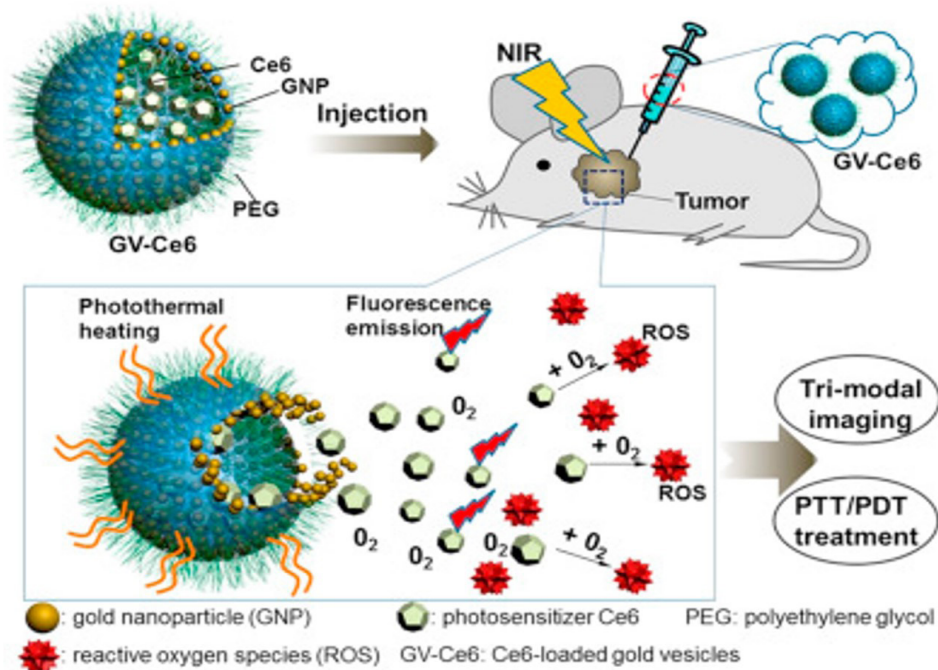 Ce6
GNP
PEG
GV-Ce6
Injection
NIR
Tumor
GV-Ce6
Photothermal
heating
Fluorescence
emission
O2
O2
O2
O2
+ O2
ROS
+ O2
ROS
+ O2
Tri-modal
imaging
PTT/PDT
treatment
: gold nanoparticle (GNP)
: photosensitizer Ce6
PEG: polyethylene glycol
: reactive oxygen species (ROS)
GV-Ce6: Ce6-loaded gold vesicles